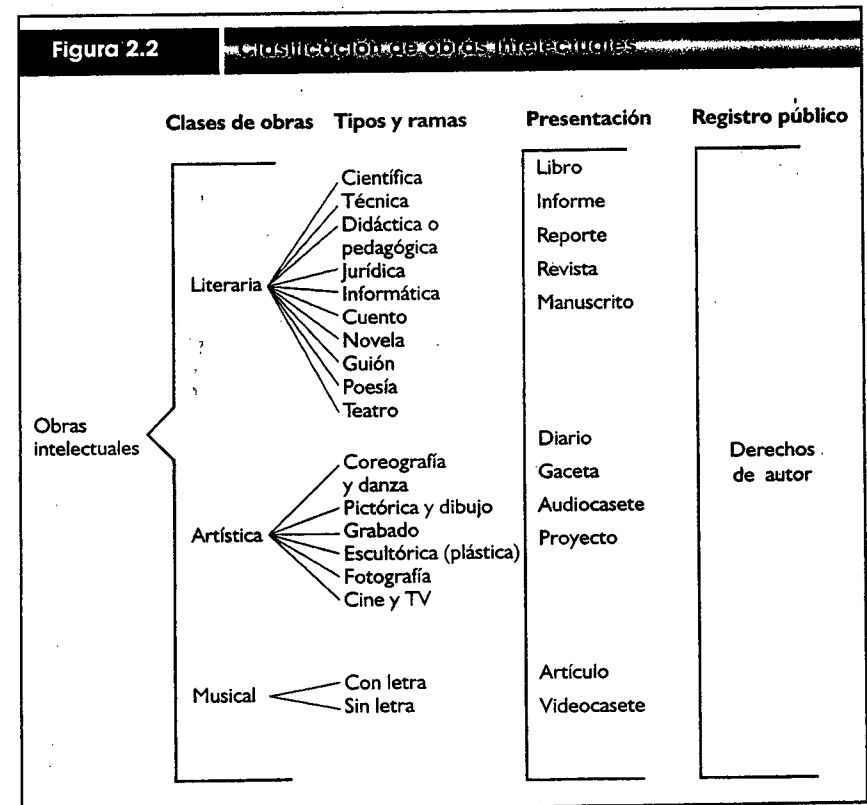 Figura 2.2
Clasificación de obras intelectuales
Clases de obras
Tipos y ramas
Presentación
Registro público
Obras
intelectuales
Literaria
Científica
Técnica
Didáctica o
pedagógica
Jurídica
Informática
Cuento
Novela
Guión
Poesía
Teatro
Artística
Coreografía
y danza
Pictórica y dibujo
Grabado
Escultórica (plástica)
Fotografía
Cine y TV
Musical
Con letra
Sin letra
Libro
Informe
Reporte
Revista
Manuscrito
Diario
Gaceta
Audiocasete
Proyecto
Artículo
Videocasete
Derechos
de autor